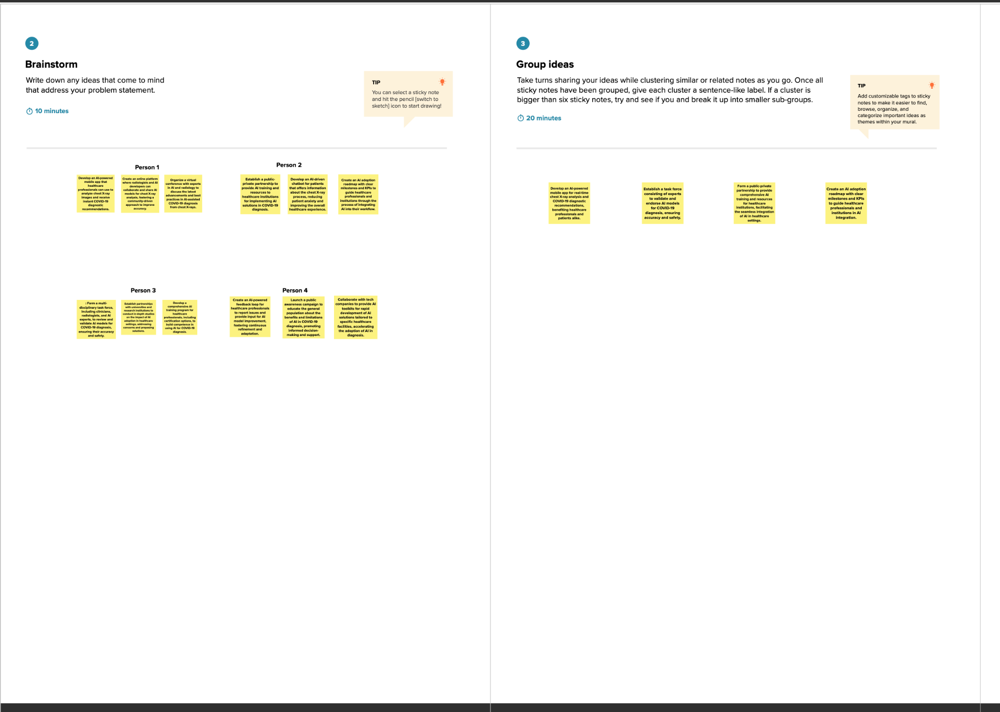 2
Brainstorm
Write down any ideas that come to mind
that address your problem statement.
10 minutes
TIP
You can select a sticky note
and hit the pencil [switch to
sketch] icon to start drawing!
Person 1
Develop an AI-powered
mobile app that
healthcare
professionals can use to
analyze chest X-ray
images and receive
instant COVID-19
diagnostic
recommendations.
Create an online platform
where radiologists and AI
developers can
collaborate and share AI
models for chest X-ray
analysis, fostering a
community-driven
approach to improve
accuracy.
Organize a virtual
conference with experts
in AI and radiology to
discuss the latest
advancements and best
practices in AI-assisted
COVID-19 diagnosis
from chest X-rays.
Person 2
Establish a public-
private partnership to
provide AI training and
resources to
healthcare institutions
for implementing AI
solutions in COVID-19
diagnosis.
Develop an AI-driven
chatbot for patients
that offers information
about the chest X-ray
process, reducing
patient anxiety and
improving the overall
healthcare experience.
Create an AI adoption
roadmap with clear
milestones and KPIs to
guide healthcare
professionals and
institutions through the
process of integrating
AI into their workflow.
Person 3
: Form a multi-
disciplinary task force,
including clinicians,
radiologists, and AI
experts, to review and
validate AI models for
COVID-19 diagnosis,
ensuring their accuracy
and safety.
Establish partnerships
with universities and
research institutions to
conduct in-depth studies
on the impact of AI
adoption in healthcare
settings, addressing
concerns and proposing
solutions.
Develop a
comprehensive AI
training program for
healthcare
professionals, including
certification options, to
build competence in
using AI for COVID-19
diagnosis.
Person 4
Create an AI-powered
feedback loop for
healthcare professionals
to report issues and
provide input for AI
model improvement,
fostering continuous
refinement and
adaptation.
Launch a public
awareness campaign to
educate the general
population about the
benefits and limitations
of AI in COVID-19
diagnosis, promoting
informed decision-
making and support.
Collaborate with tech
companies to provide AI
toolkits for rapid
development of AI
solutions tailored to
specific healthcare
facilities, accelerating
the adoption of AI in
diagnosis.
3
Group ideas
Take turns sharing your ideas while clustering similar or related notes as you go. Once all
sticky notes have been grouped, give each cluster a sentence-like label. If a cluster is
bigger than six sticky notes, try and see if you and break it up into smaller sub-groups.
20 minutes
TIP
Add customizable tags to sticky
notes to make it easier to find,
browse, organize, and
categorize important ideas as
themes within your mural.
Develop an AI-powered
mobile app for real-time
chest X-ray analysis and
COVID-19 diagnostic
recommendations,
benefiting healthcare
professionals and
patients alike.
Establish a task force
consisting of experts
to validate and
endorse AI models
for COVID-19
diagnosis, ensuring
accuracy and safety.
Form a public-private
partnership to provide
comprehensive AI
training and resources
for healthcare
institutions, facilitating
the seamless integration
of AI in healthcare
settings.
Create an AI adoption
roadmap with clear
milestones and KPIs
to guide healthcare
professionals and
institutions in AI
integration.